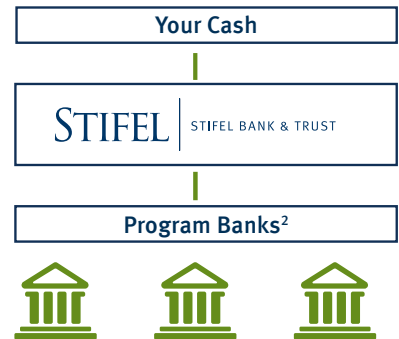 Your Cash
STIFEL STIFEL BANK & TRUST
Program Banks²